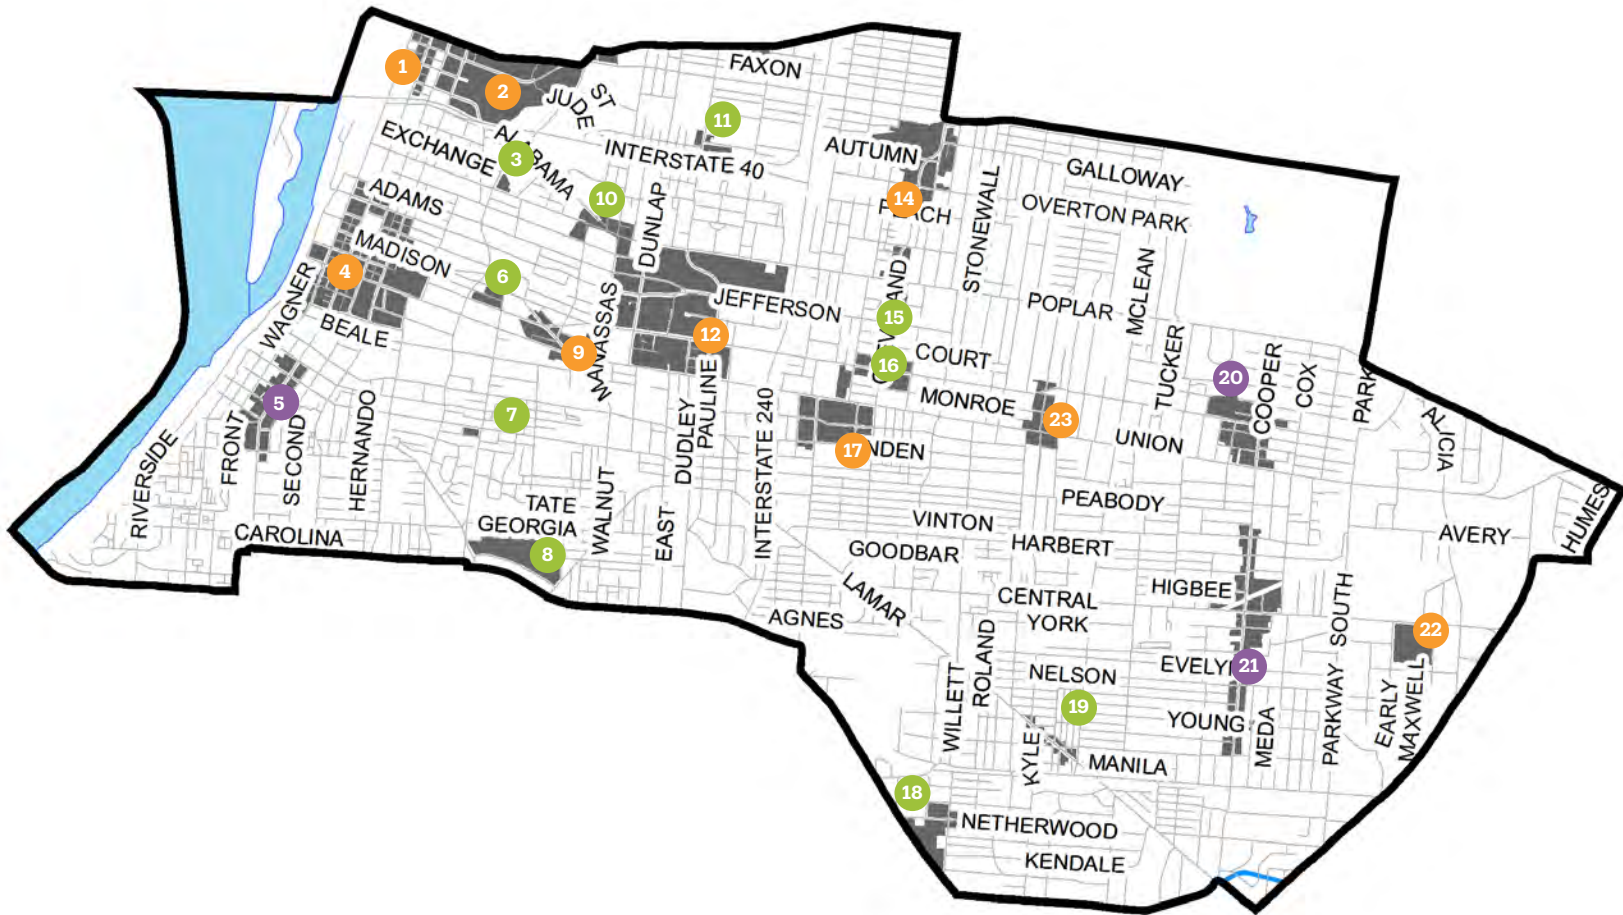 FAXON
1
2
ST
JUDE
11
EXCHANGE
ALABAMA
3
INTERSTATE 40
AUTUMN
GALLOWAY
ADAMS
10
DUNLAP
14
STONEWALL
OVERTON PARK
MADISON
4
6
JEFFERSON
POPLAR
MCLEAN
WAGNER
BEALE
MANASSAS
12
15
9
16
COURT
TUCKER
20
COOPER
COX
PARK
5
7
PAULINE
MONROE
23
UNION
ALICIA
FRONT
SECOND
HERNANDO
DUDLEY
INTERSTATE 240
17
RIVERSIDE
TATE
GEORGIA
WALNUT
EAST
PEABODY
VINTON
HUMES
AVERY
CAROLINA
8
GOODBAR
HARBERT
LAMAR
HIGBEE
CENTRAL
YORK
AGNES
SOUTH
PARKWAY
22
ROLAND
WILLETT
NELSON
21
EARLY
MAXWELL
19
YOUNG
MEDA
KYLE
MANILA
18
NETHERWOOD
KENDALE